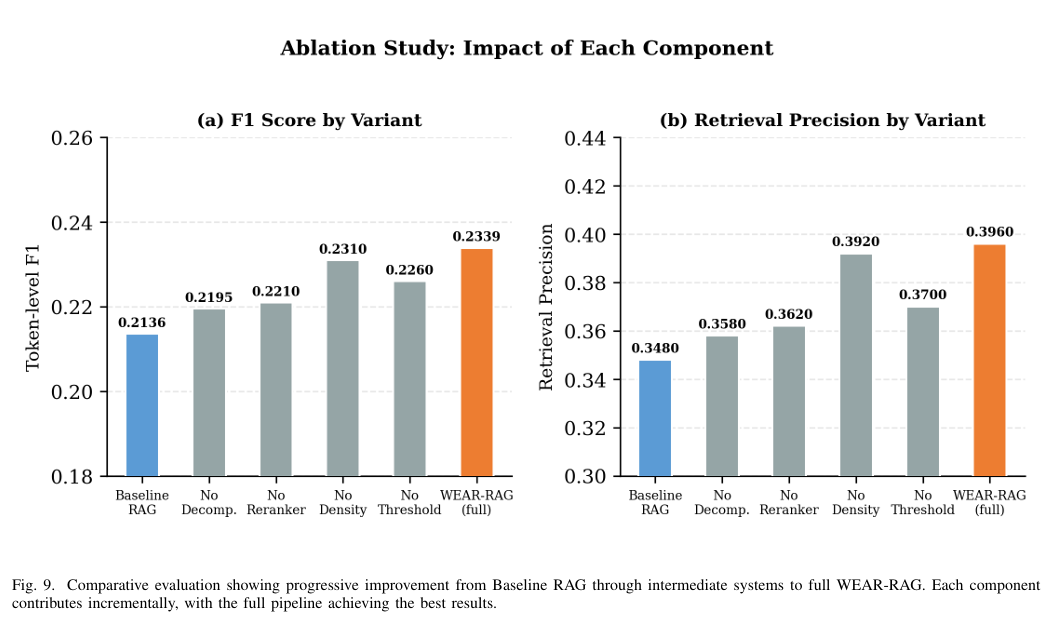 Ablation Study: Impact of Each Component
(a) F1 Score by Variant
Token-level F1
0.26
0.24
0.22
0.20
0.18
0.2136
0.2195
0.2210
0.2310
0.2260
0.2339
Baseline RAG
No Decomp.
No Reranker
No Density
No Threshold
WEAR-RAG (full)
(b) Retrieval Precision by Variant
Retrieval Precision
0.44
0.42
0.40
0.38
0.36
0.34
0.32
0.30
0.3480
0.3580
0.3620
0.3920
0.3700
0.3960
Baseline RAG
No Decomp.
No Reranker
No Density
No Threshold
WEAR-RAG (full)
Fig. 9. Comparative evaluation showing progressive improvement from Baseline RAG through intermediate systems to full WEAR-RAG. Each component
contributes incrementally, with the full pipeline achieving the best results.